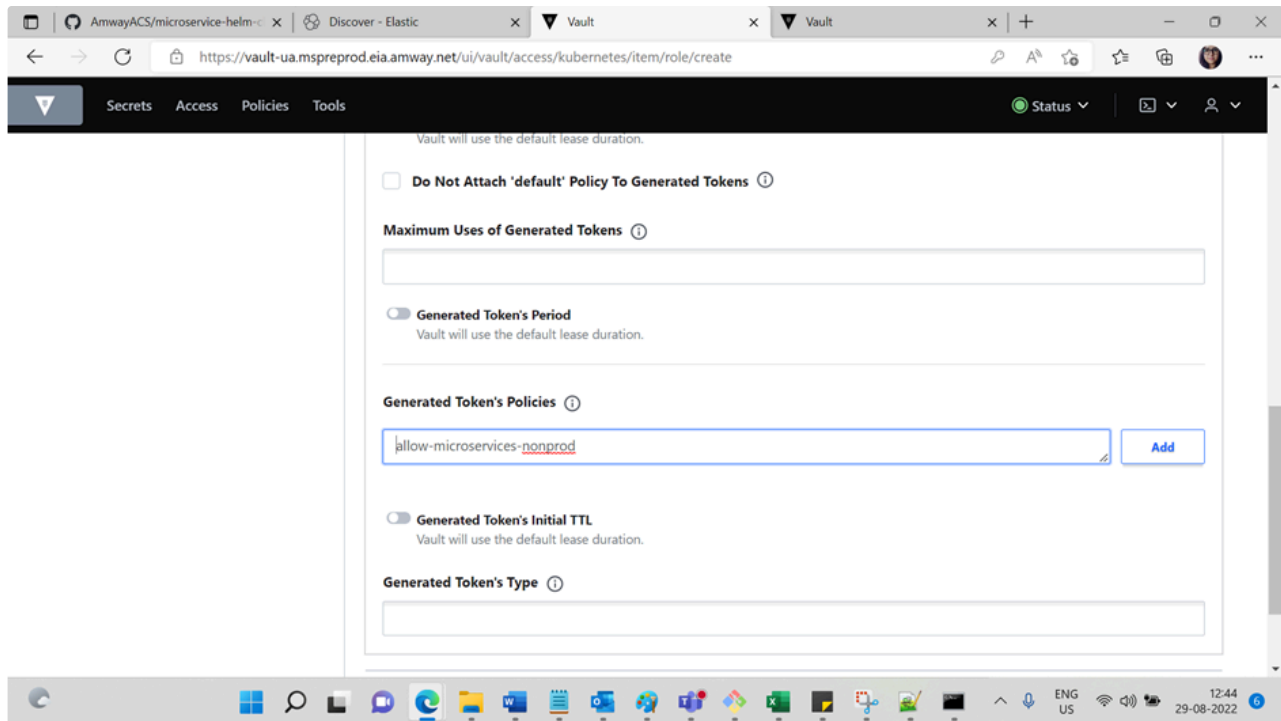 AmwayACS/microservice-helm-c
Discover - Elastic
Vault
Vault
https://vault-ua.mspreprod.eia.amway.net/ui/vault/access/kubernetes/item/role/create
Secrets Access Policies Tools
Status
Vault will use the default lease duration.
Do Not Attach 'default' Policy To Generated Tokens
Maximum Uses of Generated Tokens
Generated Token's Period
Vault will use the default lease duration.
Generated Token's Policies
allow-microservices-nonprod
Add
Generated Token's Initial TTL
Vault will use the default lease duration.
Generated Token's Type
ENG
US
12:44
29-08-2022
6